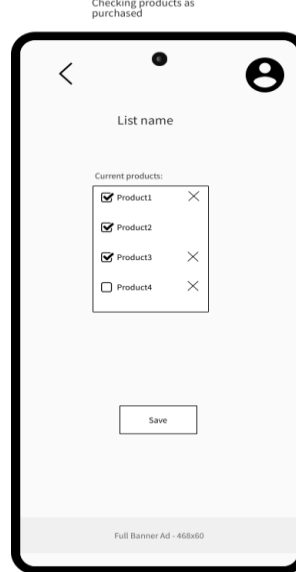 Checking products as
purchased
List name
Current products:
Product1
Product2
Product3
Product4
Save
Full Banner Ad - 468x60